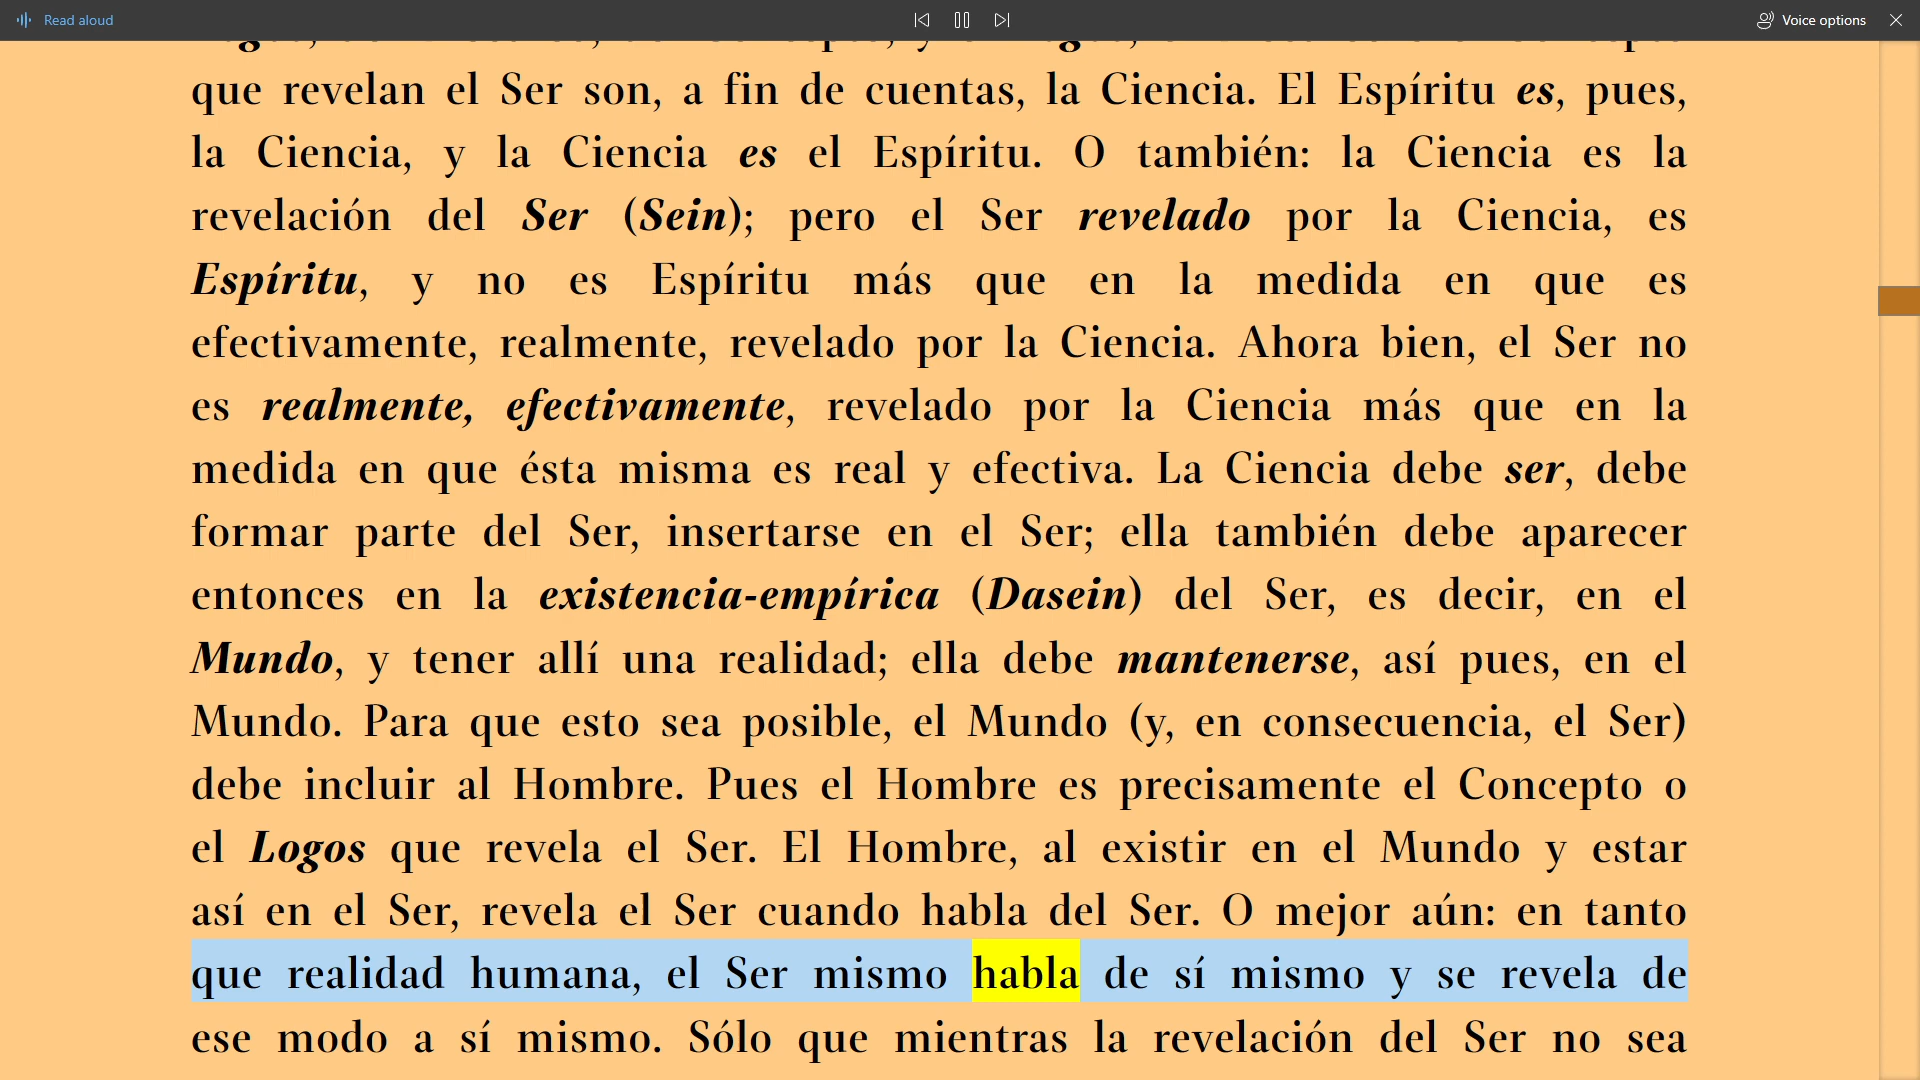 Read aloud
Voice options
que revelan el Ser son, a fin de cuentas, la Ciencia. El Espíritu es, pues,
la Ciencia, y la Ciencia es el Espíritu. O también: la Ciencia es la
revelación del Ser (Sein); pero el Ser revelado por la Ciencia, es
Espíritu, y no es Espíritu más que en la medida en que es
efectivamente, realmente, revelado por la Ciencia. Ahora bien, el Ser no
es realmente, efectivamente, revelado por la Ciencia más que en la
medida en que ésta misma es real y efectiva. La Ciencia debe ser, debe
formar parte del Ser, insertarse en el Ser; ella también debe aparecer
entonces en la existencia-empírica (Dasein) del Ser, es decir, en el
Mundo, y tener allí una realidad; ella debe mantenerse, así pues, en el
Mundo. Para que esto sea posible, el Mundo (y, en consecuencia, el Ser)
debe incluir al Hombre. Pues el Hombre es precisamente el Concepto o
el Logos que revela el Ser. El Hombre, al existir en el Mundo y estar
así en el Ser, revela el Ser cuando habla del Ser. O mejor aún: en tanto
que realidad humana, el Ser mismo habla de sí mismo y se revela de
ese modo a sí mismo. Sólo que mientras la revelación del Ser no sea